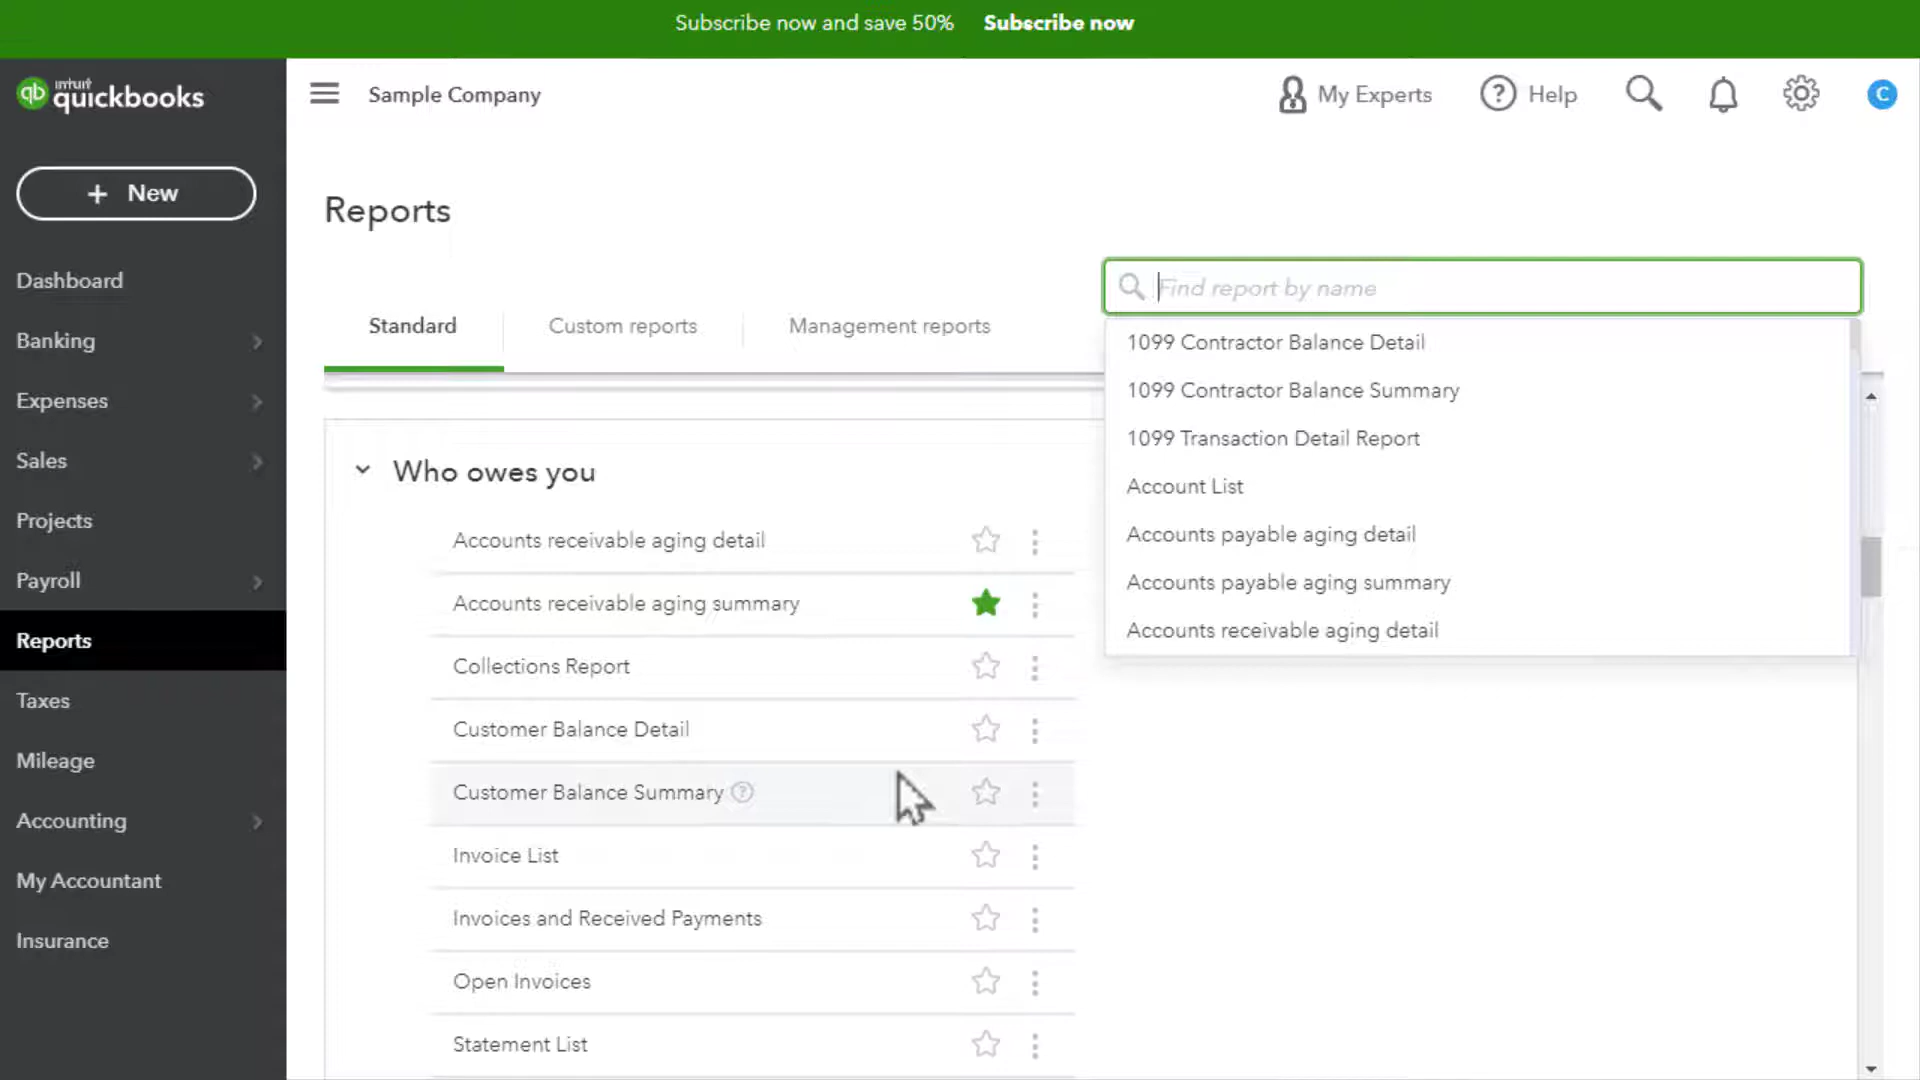 Subscribe now and save 50% Subscribe now
intuit
quickbooks
Sample Company
My Experts
Help
C
+ New
Dashboard
Banking
Expenses
Sales
Projects
Payroll
Reports
Taxes
Mileage
Accounting
My Accountant
Insurance
Reports
Find report by name
Standard
Custom reports
Management reports
1099 Contractor Balance Detail
1099 Contractor Balance Summary
1099 Transaction Detail Report
Account List
Accounts payable aging detail
Accounts payable aging summary
Accounts receivable aging detail
Who owes you
Accounts receivable aging detail
Accounts receivable aging summary
Collections Report
Customer Balance Detail
Customer Balance Summary
Invoice List
Invoices and Received Payments
Open Invoices
Statement List